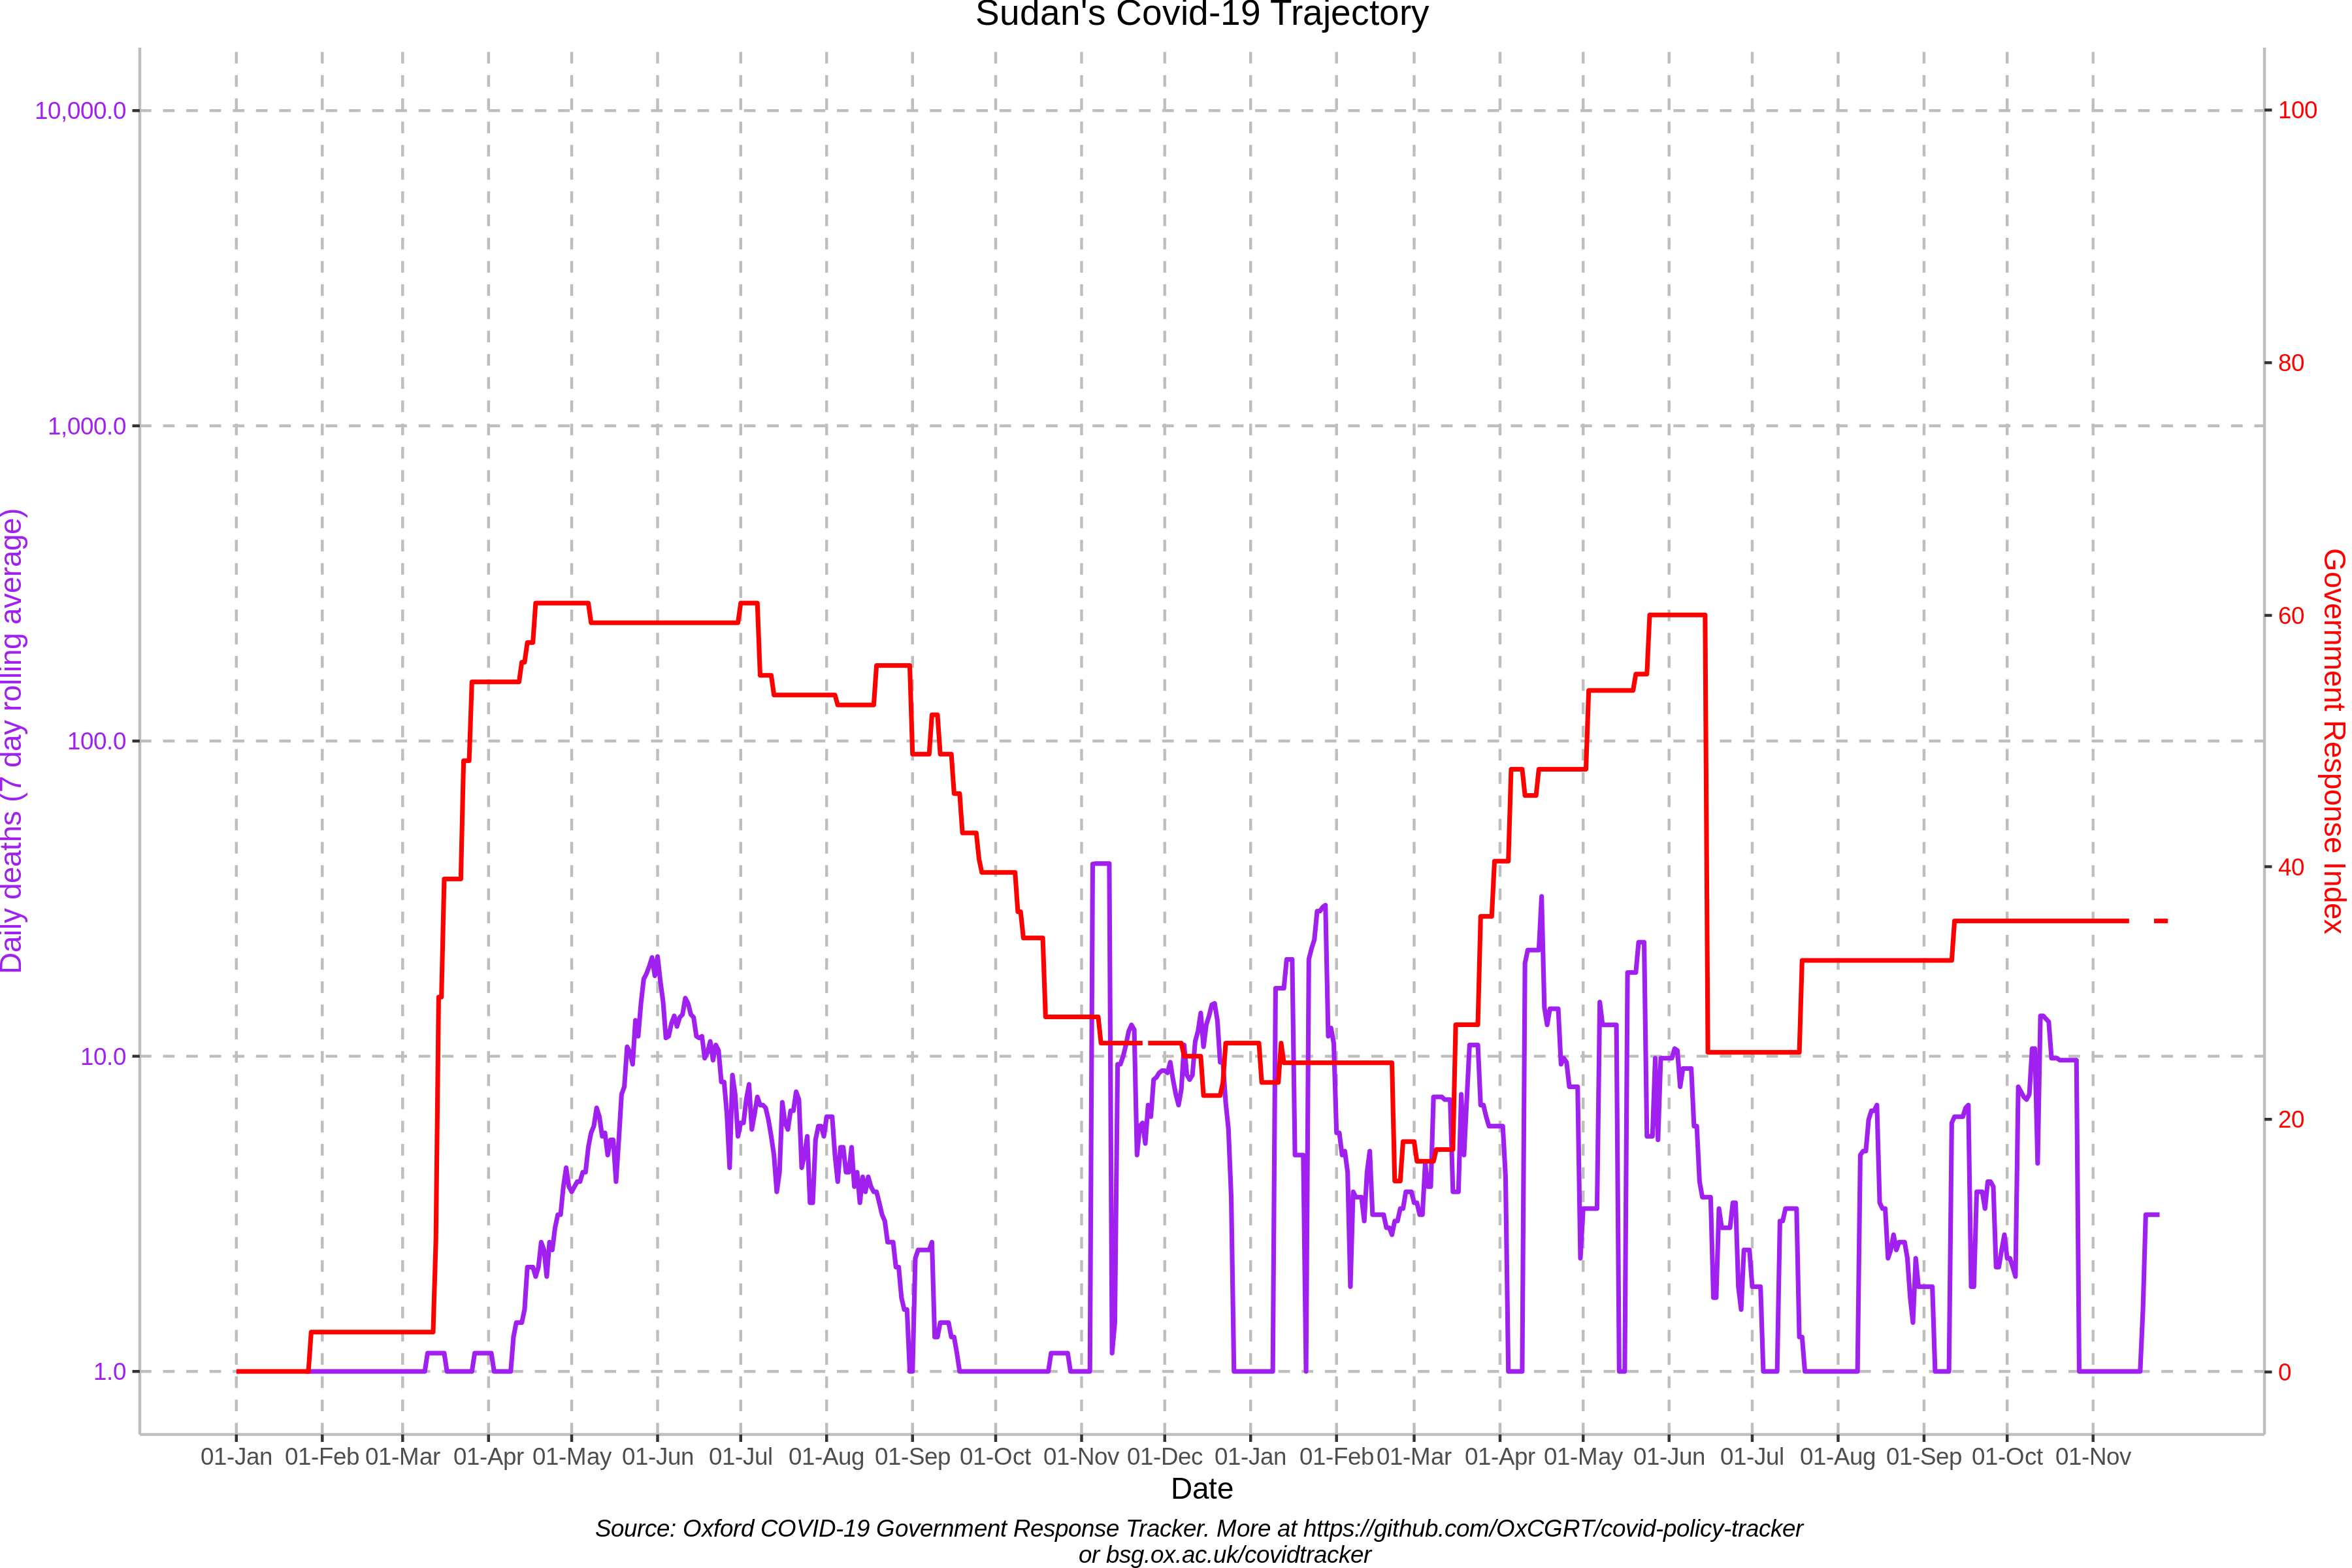 Sudan's Covid-19 Trajectory
10,000.0
1,000.0
100.0
10.0
1.0
Daily deaths (7 day rolling average)
100
80
60
40
20
0
Government Response Index
01-Jan 01-Feb 01-Mar 01-Apr 01-May 01-Jun 01-Jul 01-Aug 01-Sep 01-Oct 01-Nov 01-Dec 01-Jan 01-Feb 01-Mar 01-Apr 01-May 01-Jun 01-Jul 01-Aug 01-Sep 01-Oct 01-Nov
Date
Source: Oxford COVID-19 Government Response Tracker. More at https://github.com/OxCGRT/covid-policy-tracker
or bsg.ox.ac.uk/covidtracker